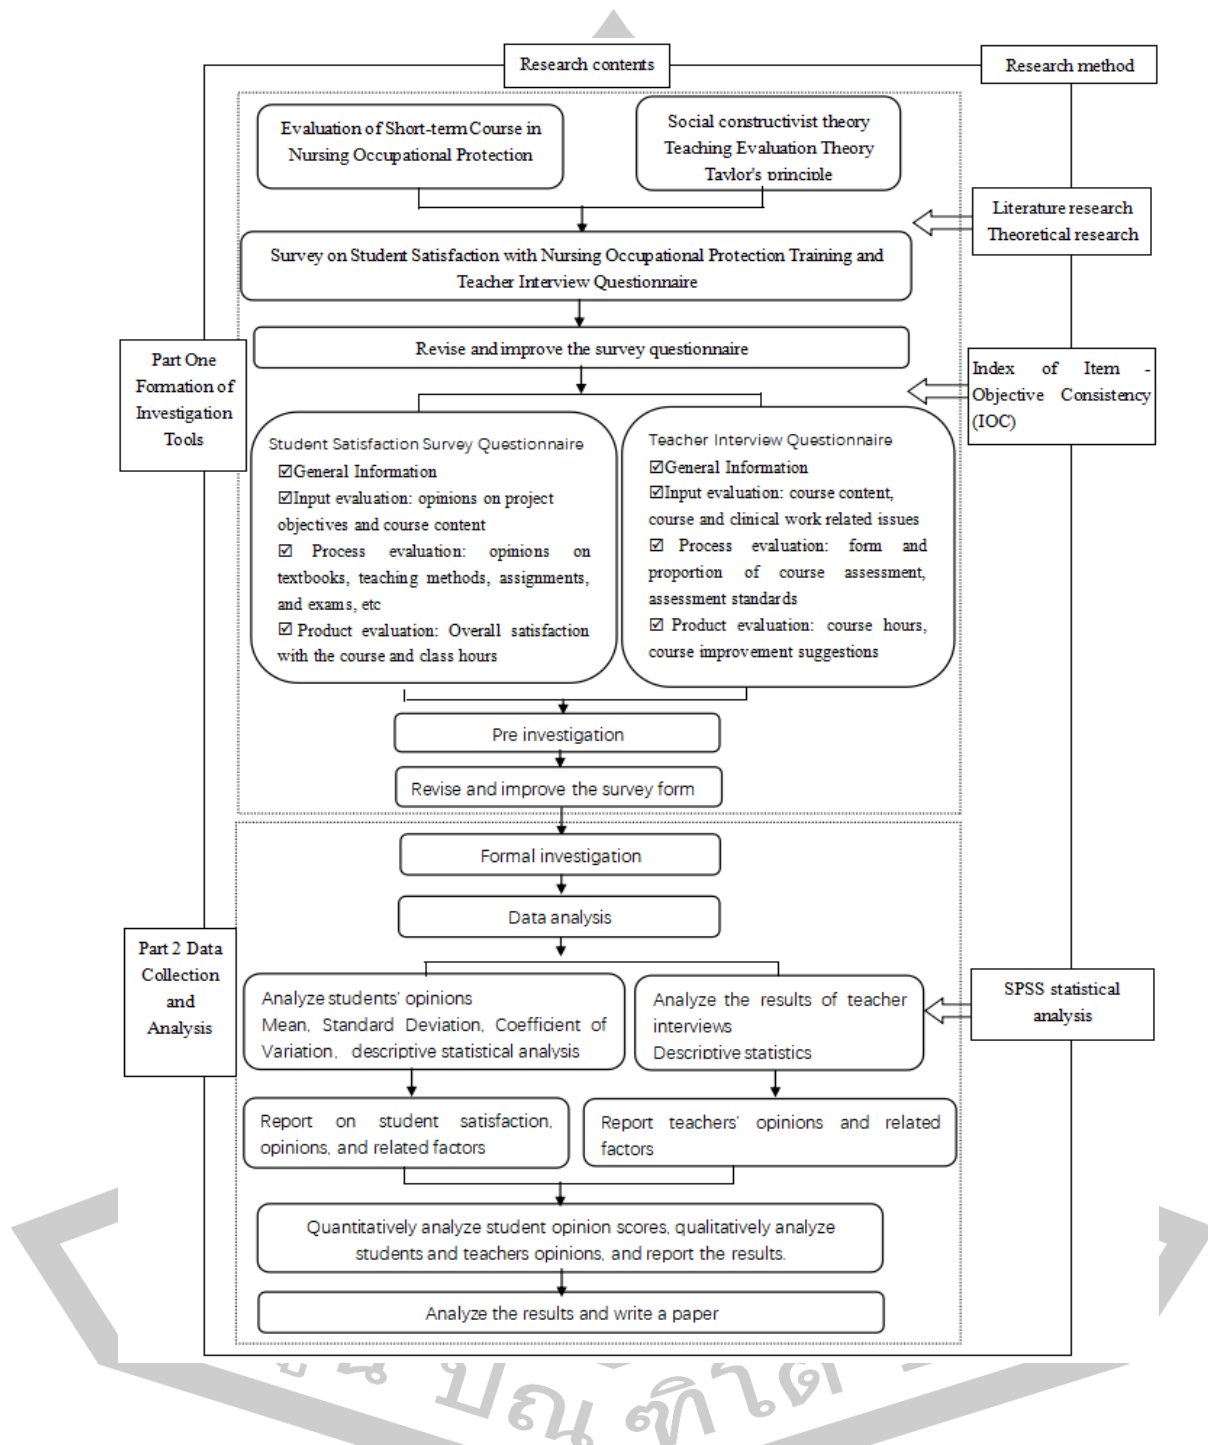 Research contents
Research method
Evaluation of Short-term Course in
Nursing Occupational Protection
Social constructivist theory
Teaching Evaluation Theory
Taylor's principle
Literature research
Theoretical research
Survey on Student Satisfaction with Nursing Occupational Protection Training and
Teacher Interview Questionnaire
Revise and improve the survey questionnaire
Part One
Formation of
Investigation
Tools
Index of Item -
Objective Consistency
(IOC)
Student Satisfaction Survey Questionnaire
☑General Information
☑Input evaluation: opinions on project
objectives and course content
☑ Process evaluation: opinions on
textbooks, teaching methods, assignments,
and exams, etc
☑ Product evaluation: Overall satisfaction
with the course and class hours
Teacher Interview Questionnaire
☑General Information
☑Input evaluation: course content,
course and clinical work related issues
☑ Process evaluation: form and
proportion of course assessment,
assessment standards
☑ Product evaluation: course hours,
course improvement suggestions
Pre investigation
Revise and improve the survey form
Formal investigation
Data analysis
Part 2 Data
Collection
and
Analysis
Analyze students' opinions
Mean, Standard Deviation, Coefficient of
Variation, descriptive statistical analysis
Analyze the results of teacher
interviews
Descriptive statistics
SPSS statistical
analysis
Report on student satisfaction,
opinions, and related factors
Report teachers' opinions and related
factors
Quantitatively analyze student opinion scores, qualitatively analyze
students and teachers opinions, and report the results.
Analyze the results and write a paper